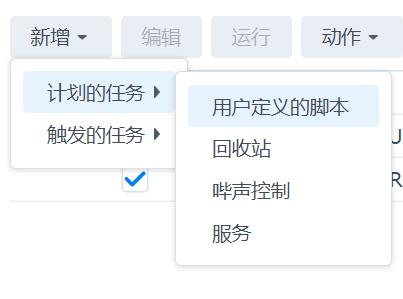 新增 编辑 运行 动作
计划的任务
触发的任务
用户定义的脚本
回收站
哔声控制
服务
U
R